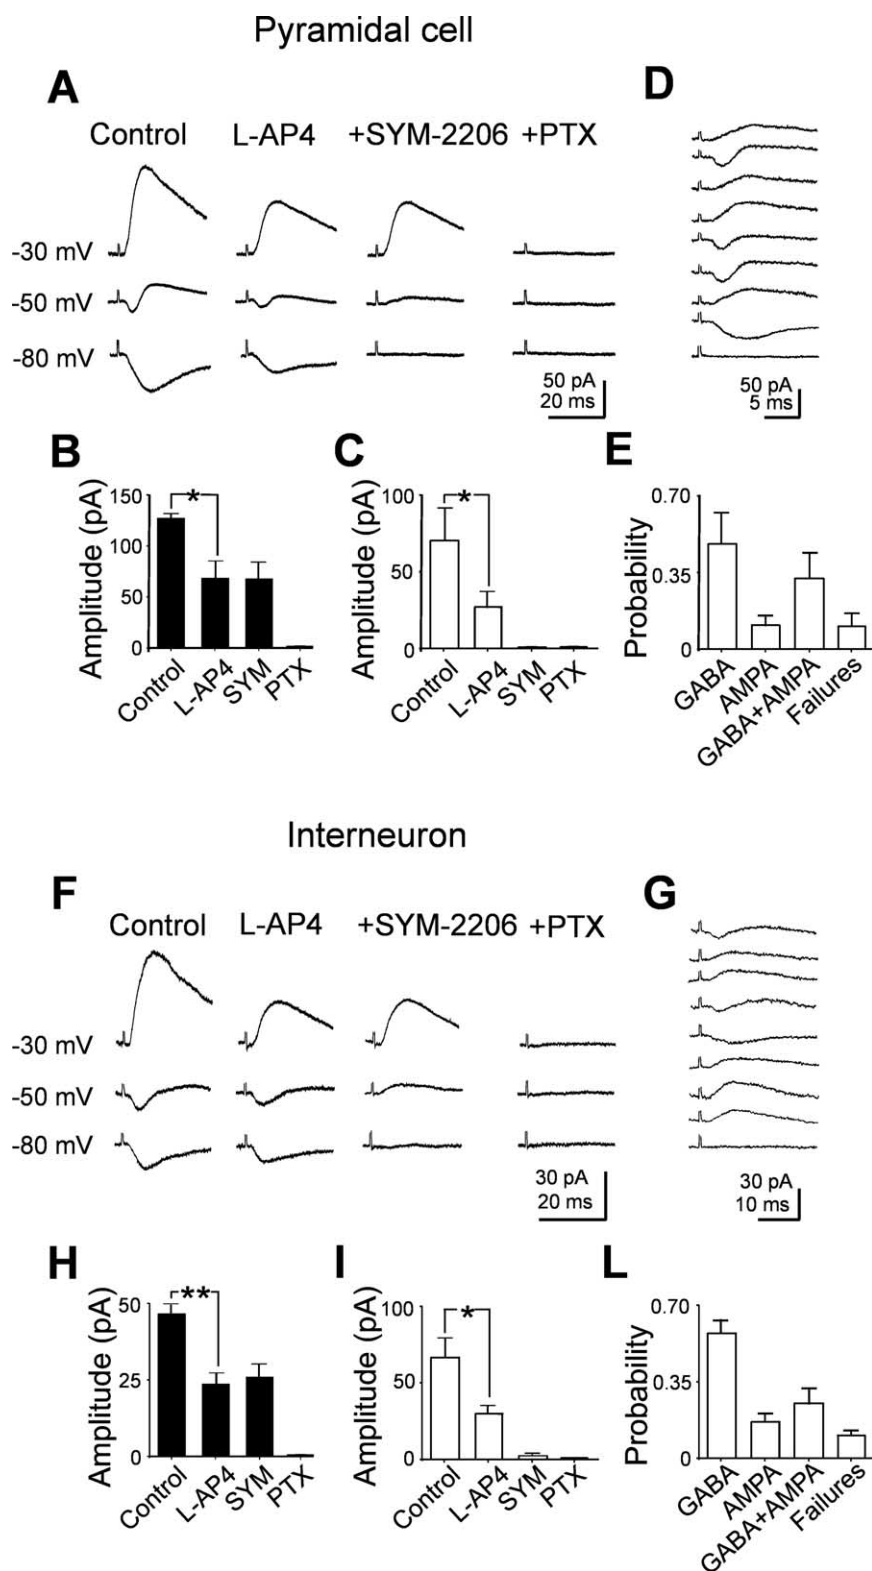 Pyramidal cell
A
Control L-AP4 +SYM-2206 +PTX
-30 mV
-50 mV
-80 mV
50 pA
20 ms
D
50 pA
5 ms
B
Amplitude (pA)
150
100
50
0
*
Control L-AP4 SYM PTX
C
Amplitude (pA)
100
50
0
*
Control L-AP4 SYM PTX
E
Probability
0.70
0.35
0
GABA AMPA GABA+AMPA Failures
Interneuron
F
Control L-AP4 +SYM-2206 +PTX
-30 mV
-50 mV
-80 mV
30 pA
20 ms
G
30 pA
10 ms
H
Amplitude (pA)
50
25
0
**
Control L-AP4 SYM PTX
I
Amplitude (pA)
100
50
0
*
Control L-AP4 SYM PTX
L
Probability
0.70
0.35
0
GABA AMPA GABA+AMPA Failures